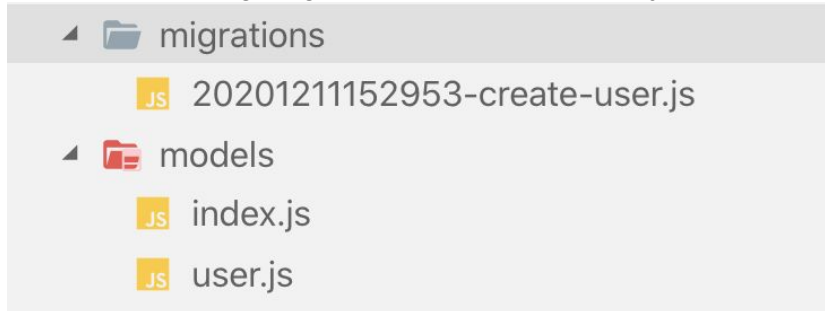 migrations
JS 20201211152953-create-user.js
models
JS index.js
JS user.js